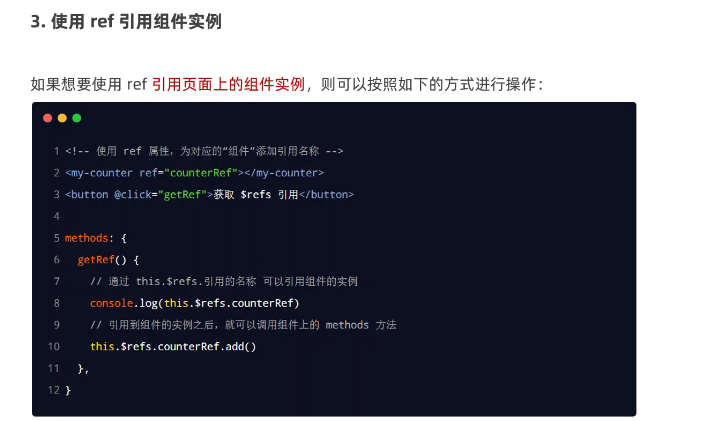 3. 使用 ref 引用组件实例
如果想要使用 ref 引用页面上的组件实例，则可以按照如下的方式进行操作：
1 <!-- 使用 ref 属性，为对应的“组件”添加引用名称 -->
2 <my-counter ref="counterRef"></my-counter>
3 <button @click="getRef">获取 $refs 引用</button>
4
5 methods: {
6   getRef() {
7     // 通过 this.$refs.引用的名称 可以引用组件的实例
8     console.log(this.$refs.counterRef)
9     // 引用到组件的实例之后，就可以调用组件上的 methods 方法
10     this.$refs.counterRef.add()
11   },
12 }